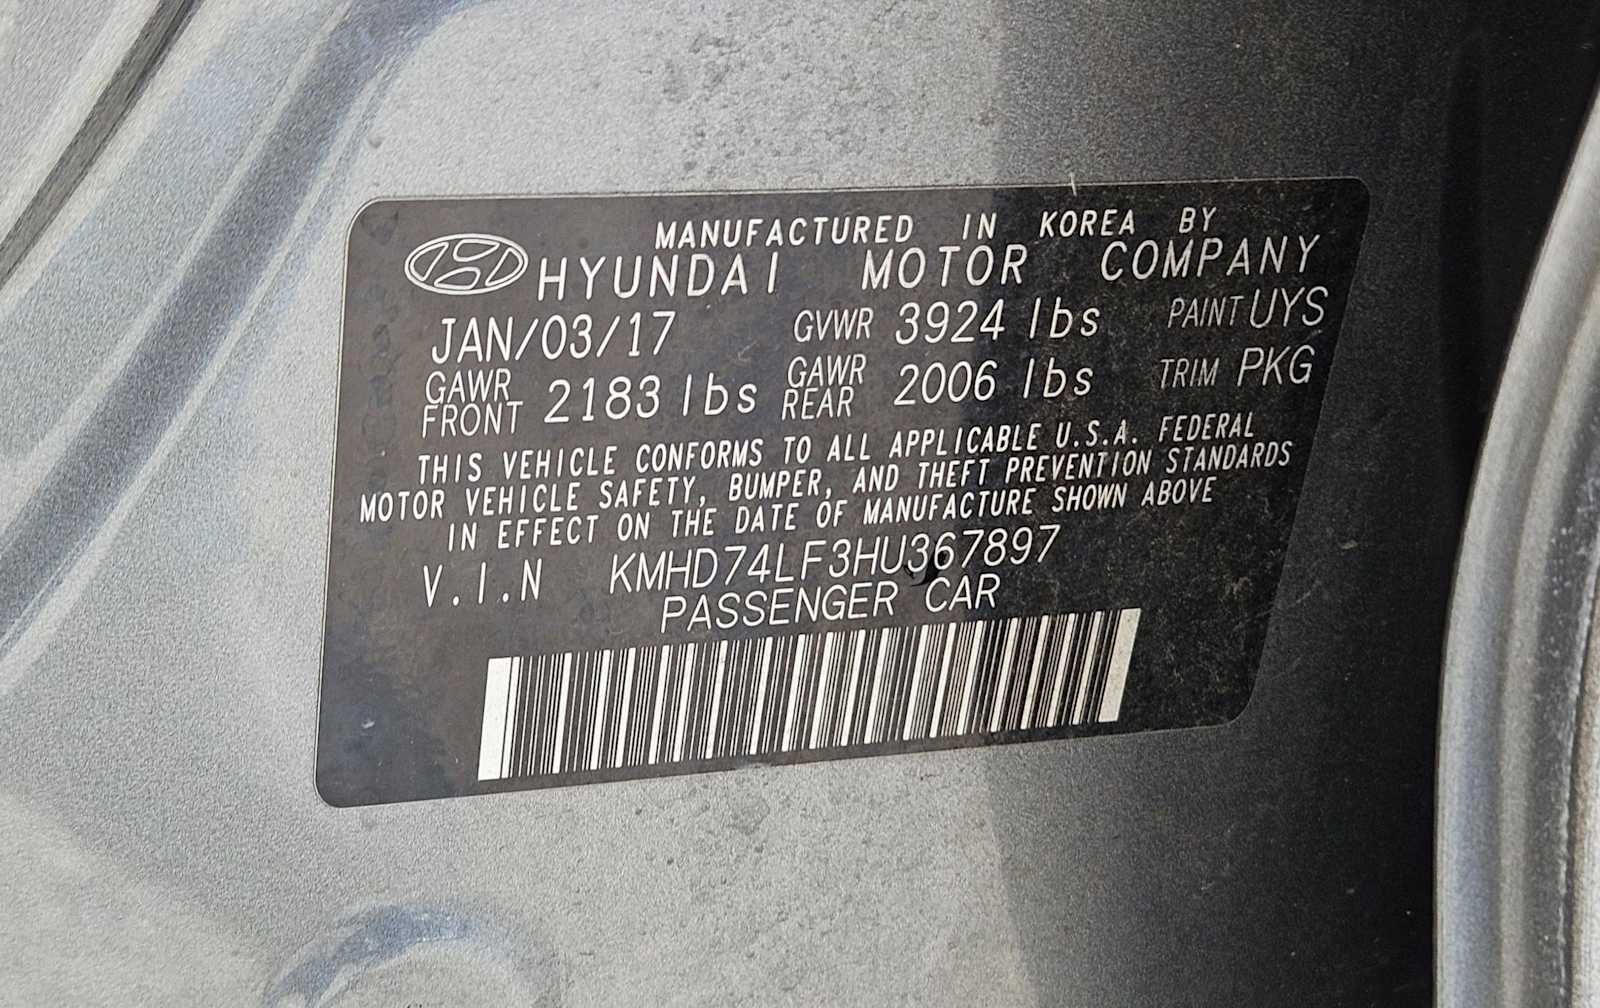 MANUFACTURED IN KOREA BY
HYUNDAI MOTOR COMPANY
JAN/03/17 GVWR 3924 lbs PAINT UYS
GAWR FRONT 2183 lbs GAWR REAR 2006 lbs TRIM PKG
THIS VEHICLE CONFORMS TO ALL APPLICABLE U.S.A. FEDERAL
MOTOR VEHICLE SAFETY, BUMPER, AND THEFT PREVENTION STANDARDS
IN EFFECT ON THE DATE OF MANUFACTURE SHOWN ABOVE
V.I.N KMHD74LF3HU367897
PASSENGER CAR